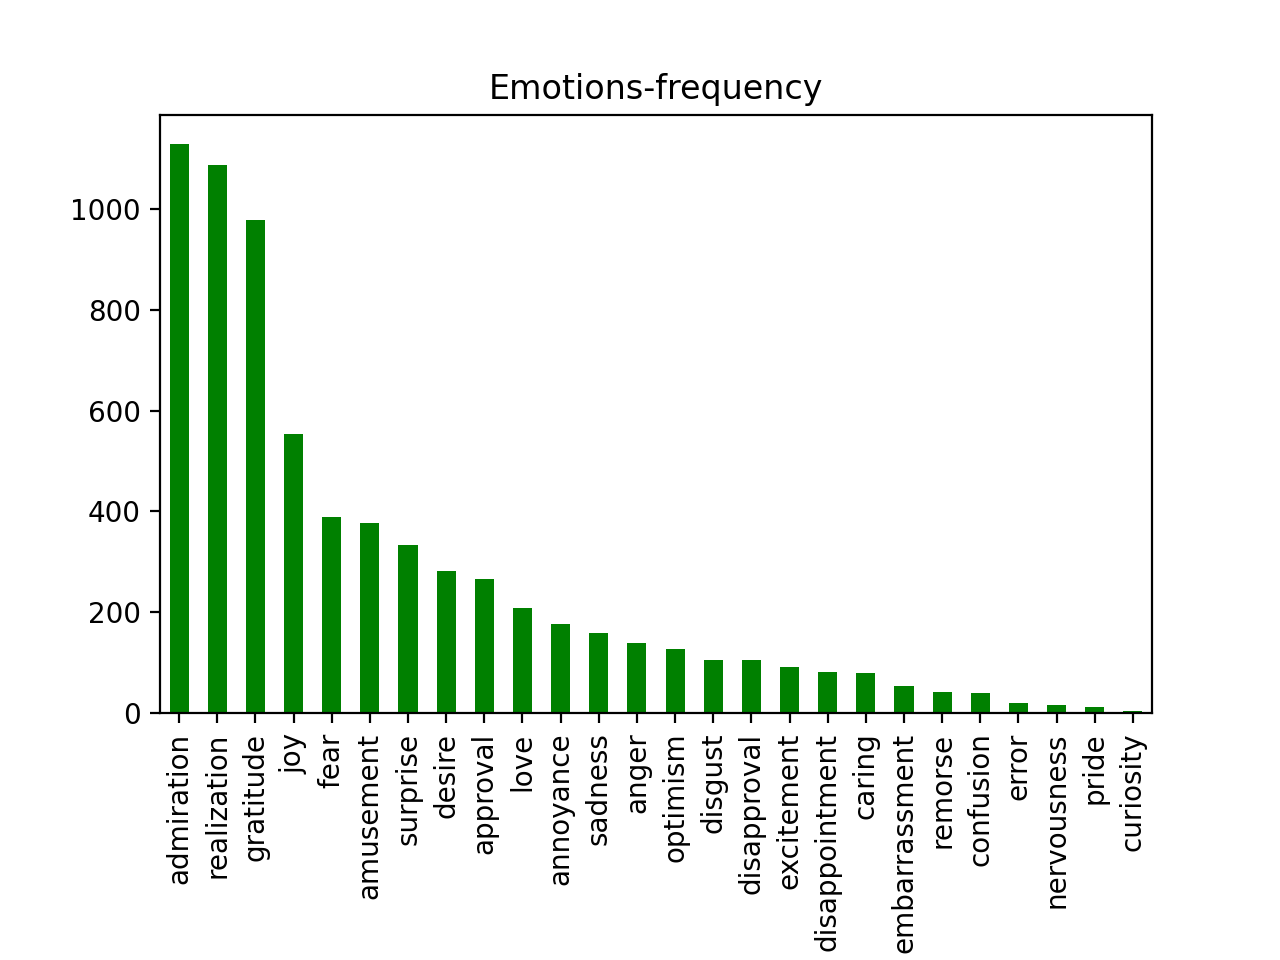 Emotions-frequency
1000
800
600
400
200
0
admiration
realization
gratitude
joy
fear
amusement
surprise
desire
approval
love
annoyance
sadness
anger
optimism
disgust
disapproval
excitement
disappointment
caring
embarrassment
remorse
confusion
error
nervousness
pride
curiosity